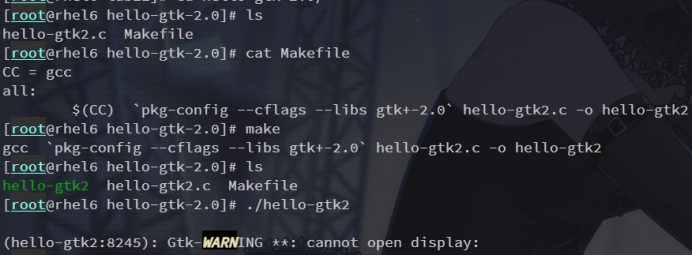 [root@rhel6 hello-gtk-2.0]# ls
hello-gtk2.c  Makefile
[root@rhel6 hello-gtk-2.0]# cat Makefile
CC = gcc
all:
        $(CC)  `pkg-config --cflags --libs gtk+-2.0` hello-gtk2.c -o hello-gtk2
[root@rhel6 hello-gtk-2.0]# make
gcc  `pkg-config --cflags --libs gtk+-2.0` hello-gtk2.c -o hello-gtk2
[root@rhel6 hello-gtk-2.0]# ls
hello-gtk2  hello-gtk2.c  Makefile
[root@rhel6 hello-gtk-2.0]# ./hello-gtk2
(hello-gtk2:8245): Gtk-WARNING **: cannot open display: